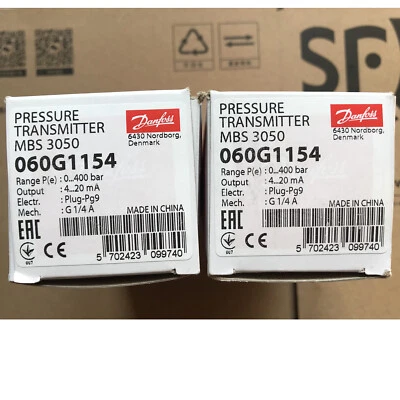 SF
PRESSURE
TRANSMITTER
MBS 3050
Danfoss
6430 Nordborg,
Denmark
060G1154
Range P(e) : 0...400 bar
Output : 4...20 mA
Electr. : Plug-Pg9
Mech. : G 1/4 A
MADE IN CHINA
EAC
CE
5 702423 099740
PRESSURE
TRANSMITTER
MBS 3050
Danfoss
6430 Nordborg,
Denmark
060G1154
Range P(e) : 0...400 bar
Output : 4...20 mA
Electr. : Plug-Pg9
Mech. : G 1/4 A
MADE IN CHINA
EAC
CE
5 702423 099740